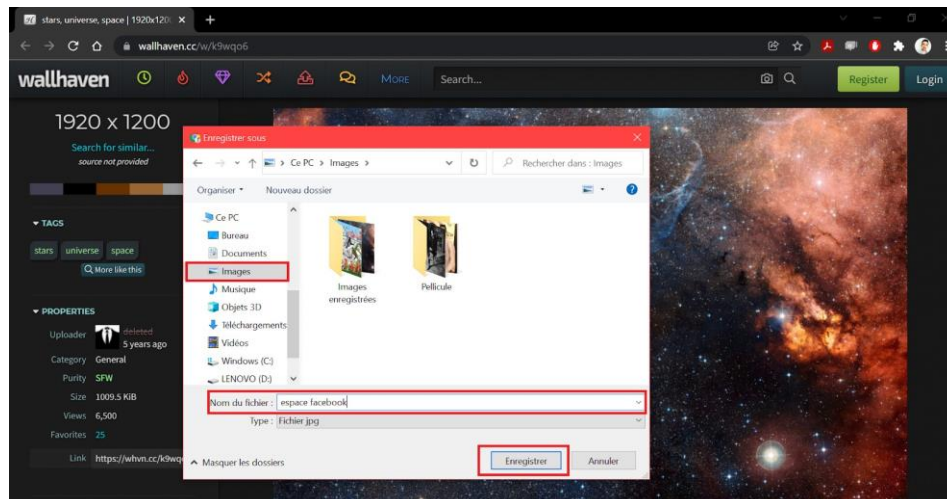 stars, universe, space | 1920x120
wallhaven.cc/w/k9wqo6
wallhaven
MORE
Search...
Register
Login
1920 x 1200
Search for similar...
source not provided
TAGS
stars universe space
More like this
PROPERTIES
Uploader deleted
5 years ago
Category General
Purity SFW
Size 1009.5 KiB
Views 6,500
Favorites 25
Link https://whvn.cc/k9wq
Enregistrer sous
Ce PC > Images >
Rechercher dans : Images
Organiser
Nouveau dossier
Ce PC
Bureau
Documents
Images
Musique
Objets 3D
Téléchargements
Vidéos
Windows (C:)
LENOVO (D:)
Images
enregistrées
Pellicule
Nom du fichier : espace facebook
Type : Fichier jpg
Masquer les dossiers
Enregistrer
Annuler